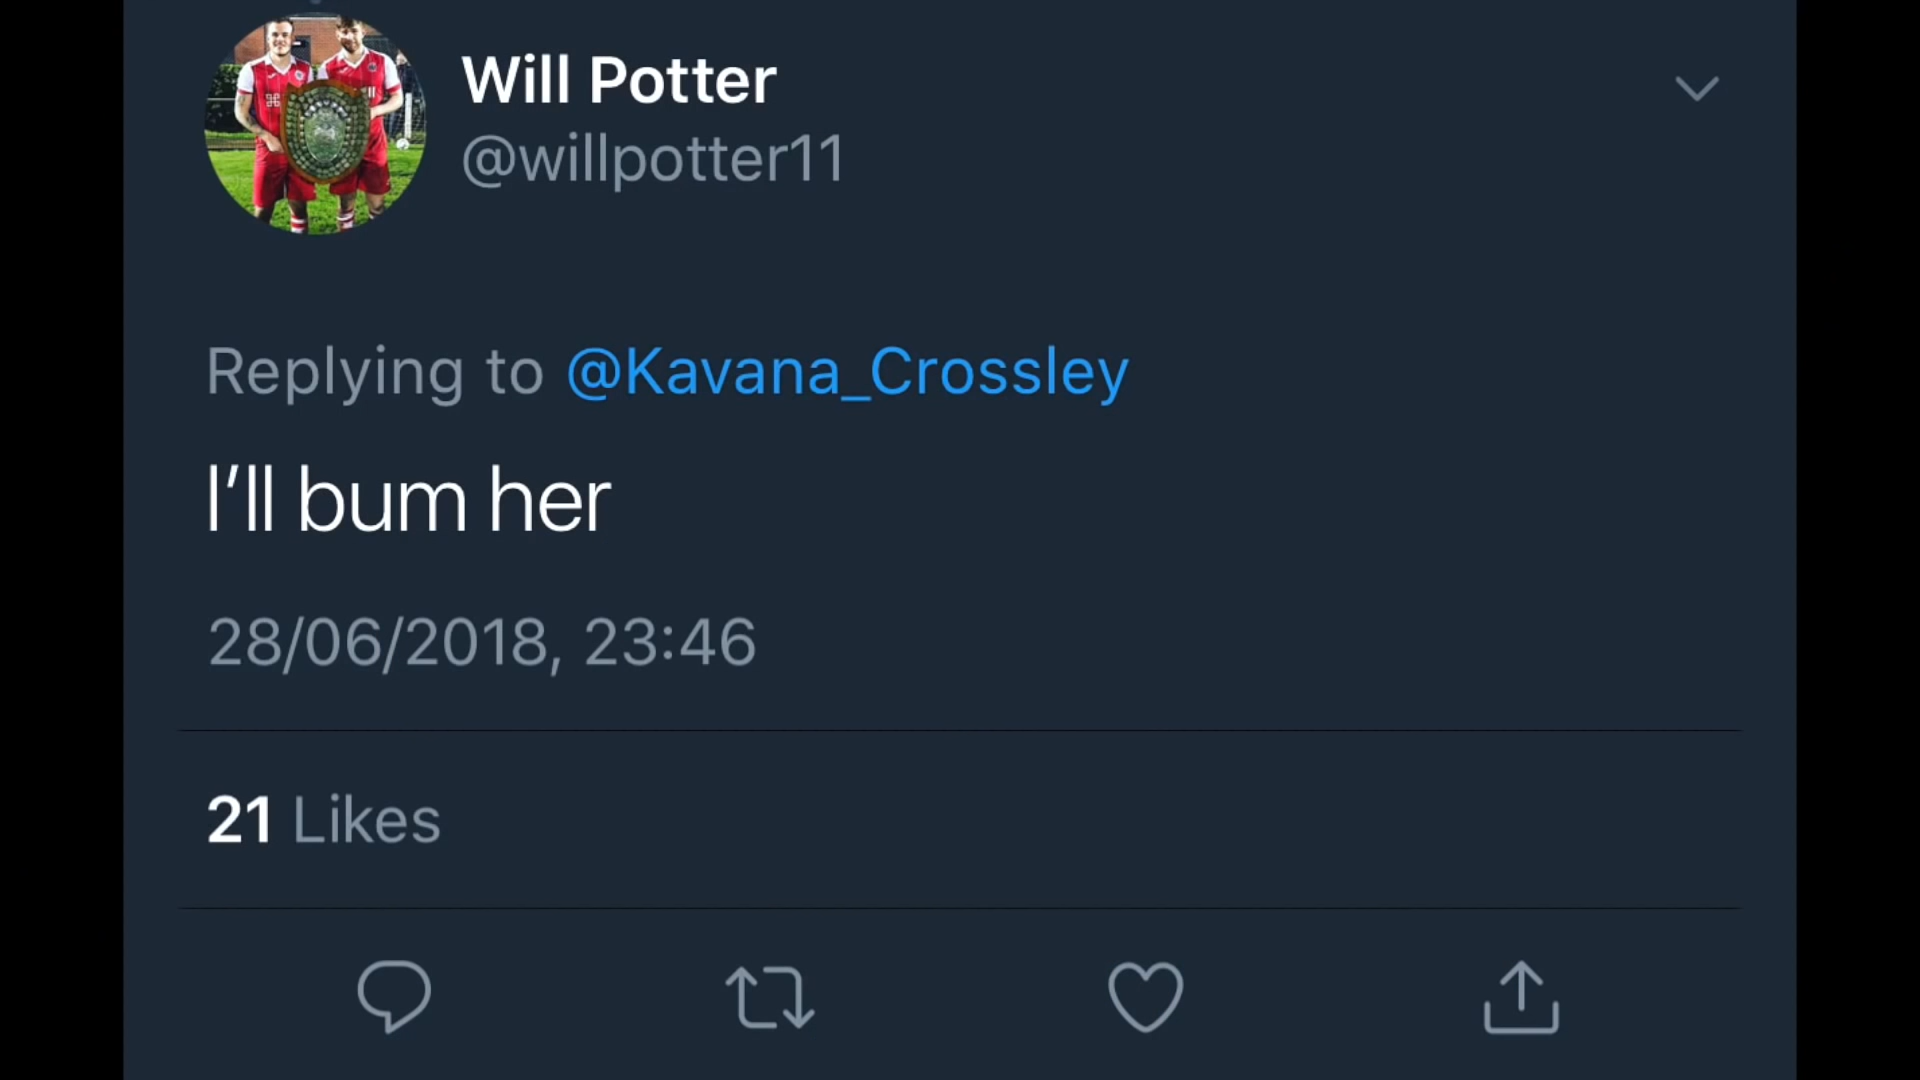 Will Potter
@willpotter11
Replying to @Kavana_Crossley
I’ll bum her
28/06/2018, 23:46
21 Likes